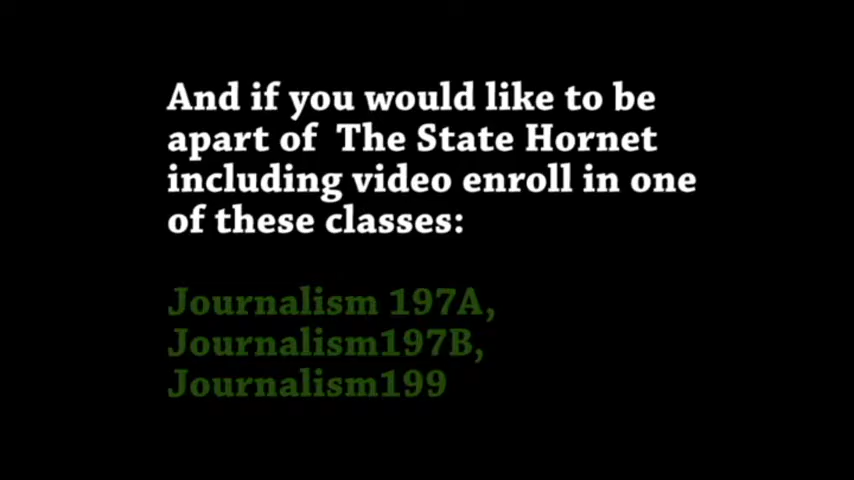 And if you would like to be
apart of  The State Hornet
including video enroll in one
of these classes:
Journalism 197A,
Journalism197B,
Journalism199